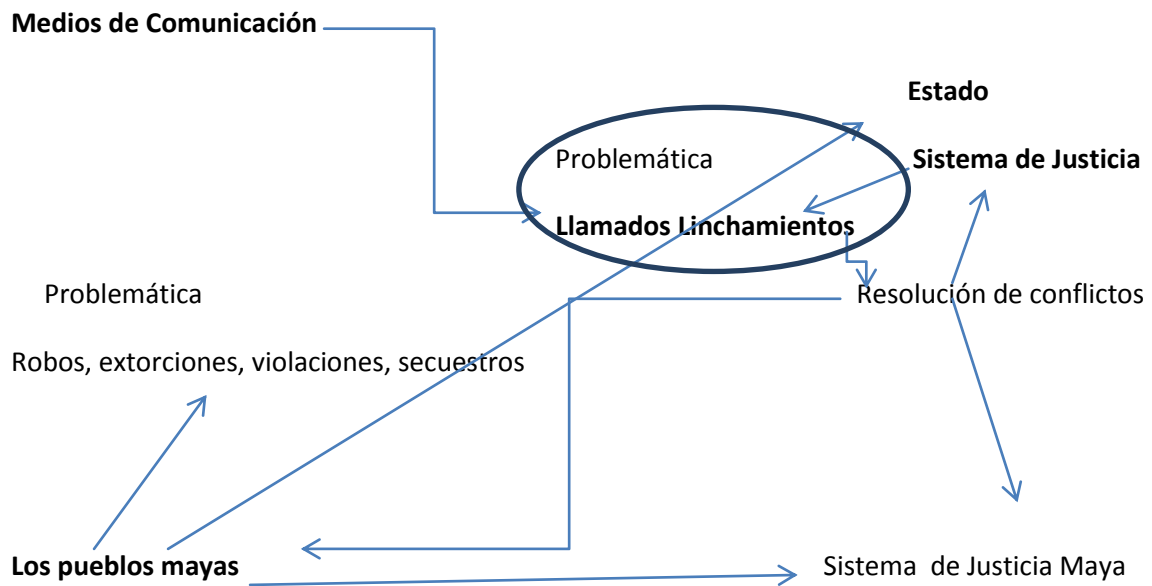 Medios de Comunicación
Estado
Problemática
Sistema de Justicia
Llamados Linchamientos
Problemática
Resolución de conflictos
Robos, extorciones, violaciones, secuestros
Los pueblos mayas
Sistema de Justicia Maya